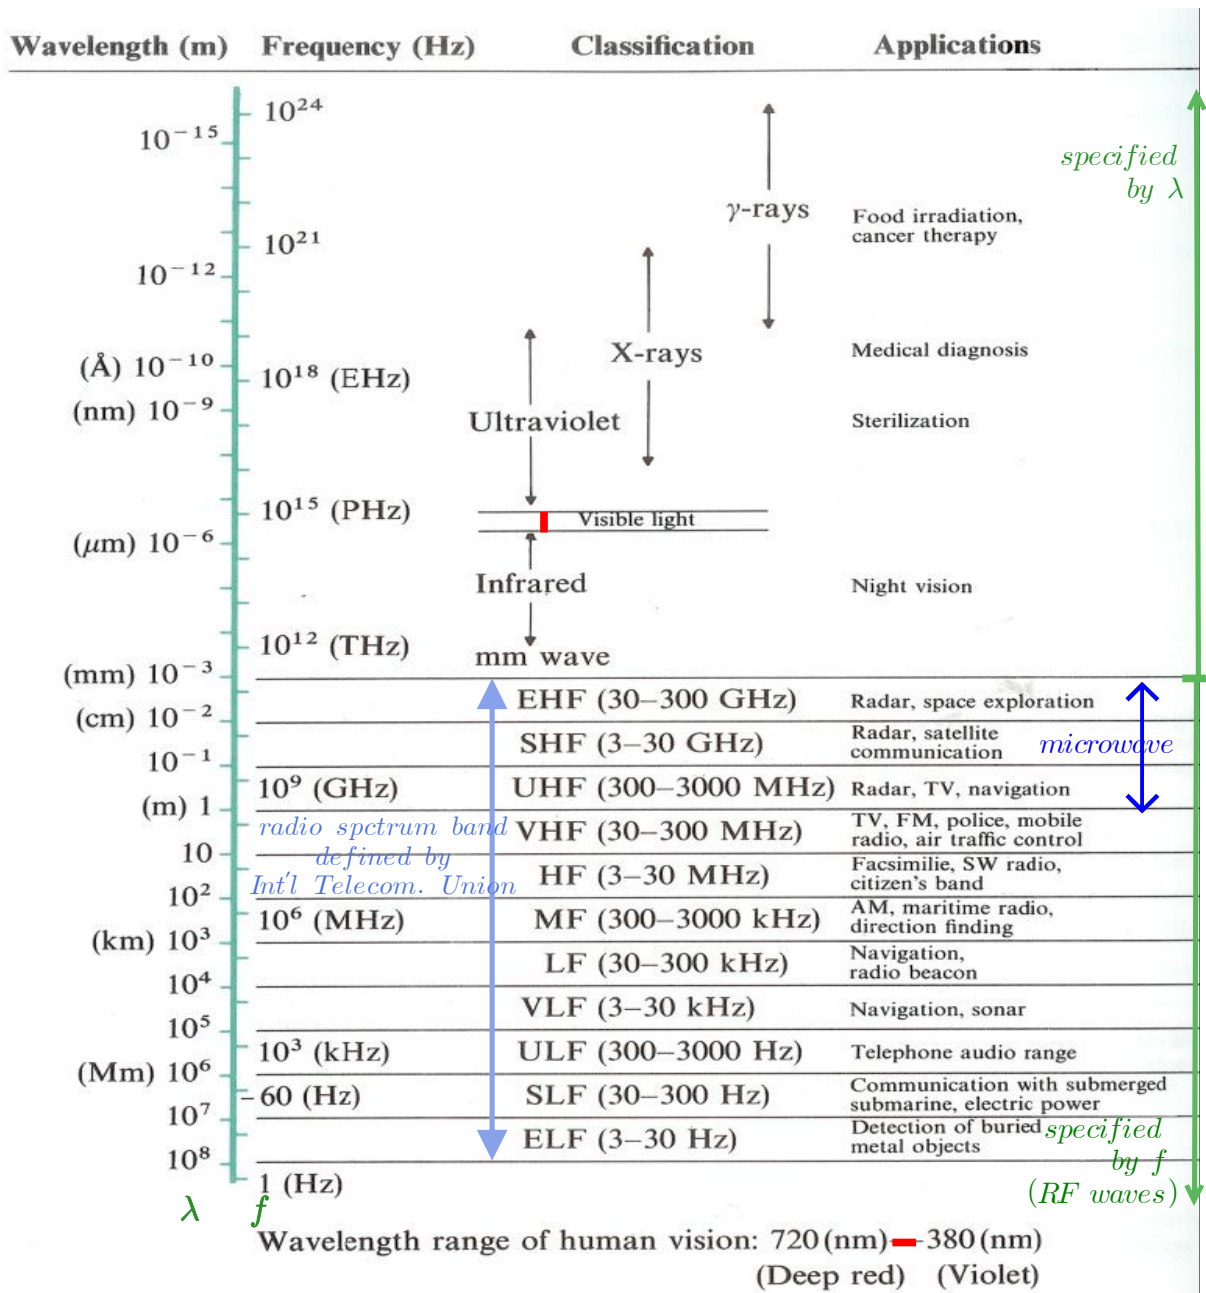 Wavelength (m) Frequency (Hz) Classification Applications
10²⁴
10⁻¹⁵
specified
by λ
γ-rays
Food irradiation,
cancer therapy
10²¹
10⁻¹²
X-rays
Medical diagnosis
(Å) 10⁻¹⁰
10¹⁸ (EHz)
(nm) 10⁻⁹
Ultraviolet
Sterilization
10¹⁵ (PHz)
Visible light
(μm) 10⁻⁶
Infrared
Night vision
10¹² (THz)
mm wave
(mm) 10⁻³
EHF (30–300 GHz)
Radar, space exploration
(cm) 10⁻²
SHF (3–30 GHz)
Radar, satellite
communication
microwave
10⁻¹
10⁹ (GHz)
UHF (300–3000 MHz)
Radar, TV, navigation
(m) 1
radio spctrum band
defined by
Int'l Telecom. Union
VHF (30–300 MHz)
TV, FM, police, mobile
radio, air traffic control
10
HF (3–30 MHz)
Facsimilie, SW radio,
citizen's band
10²
10⁶ (MHz)
MF (300–3000 kHz)
AM, maritime radio,
direction finding
(km) 10³
LF (30–300 kHz)
Navigation,
radio beacon
10⁴
VLF (3–30 kHz)
Navigation, sonar
10⁵
10³ (kHz)
ULF (300–3000 Hz)
Telephone audio range
(Mm) 10⁶
60 (Hz)
SLF (30–300 Hz)
Communication with submerged
submarine, electric power
10⁷
ELF (3–30 Hz)
Detection of buried
metal objects
specified
by f
(RF waves)
10⁸
1 (Hz)
λ f
Wavelength range of human vision: 720 (nm) – 380 (nm)
(Deep red) (Violet)